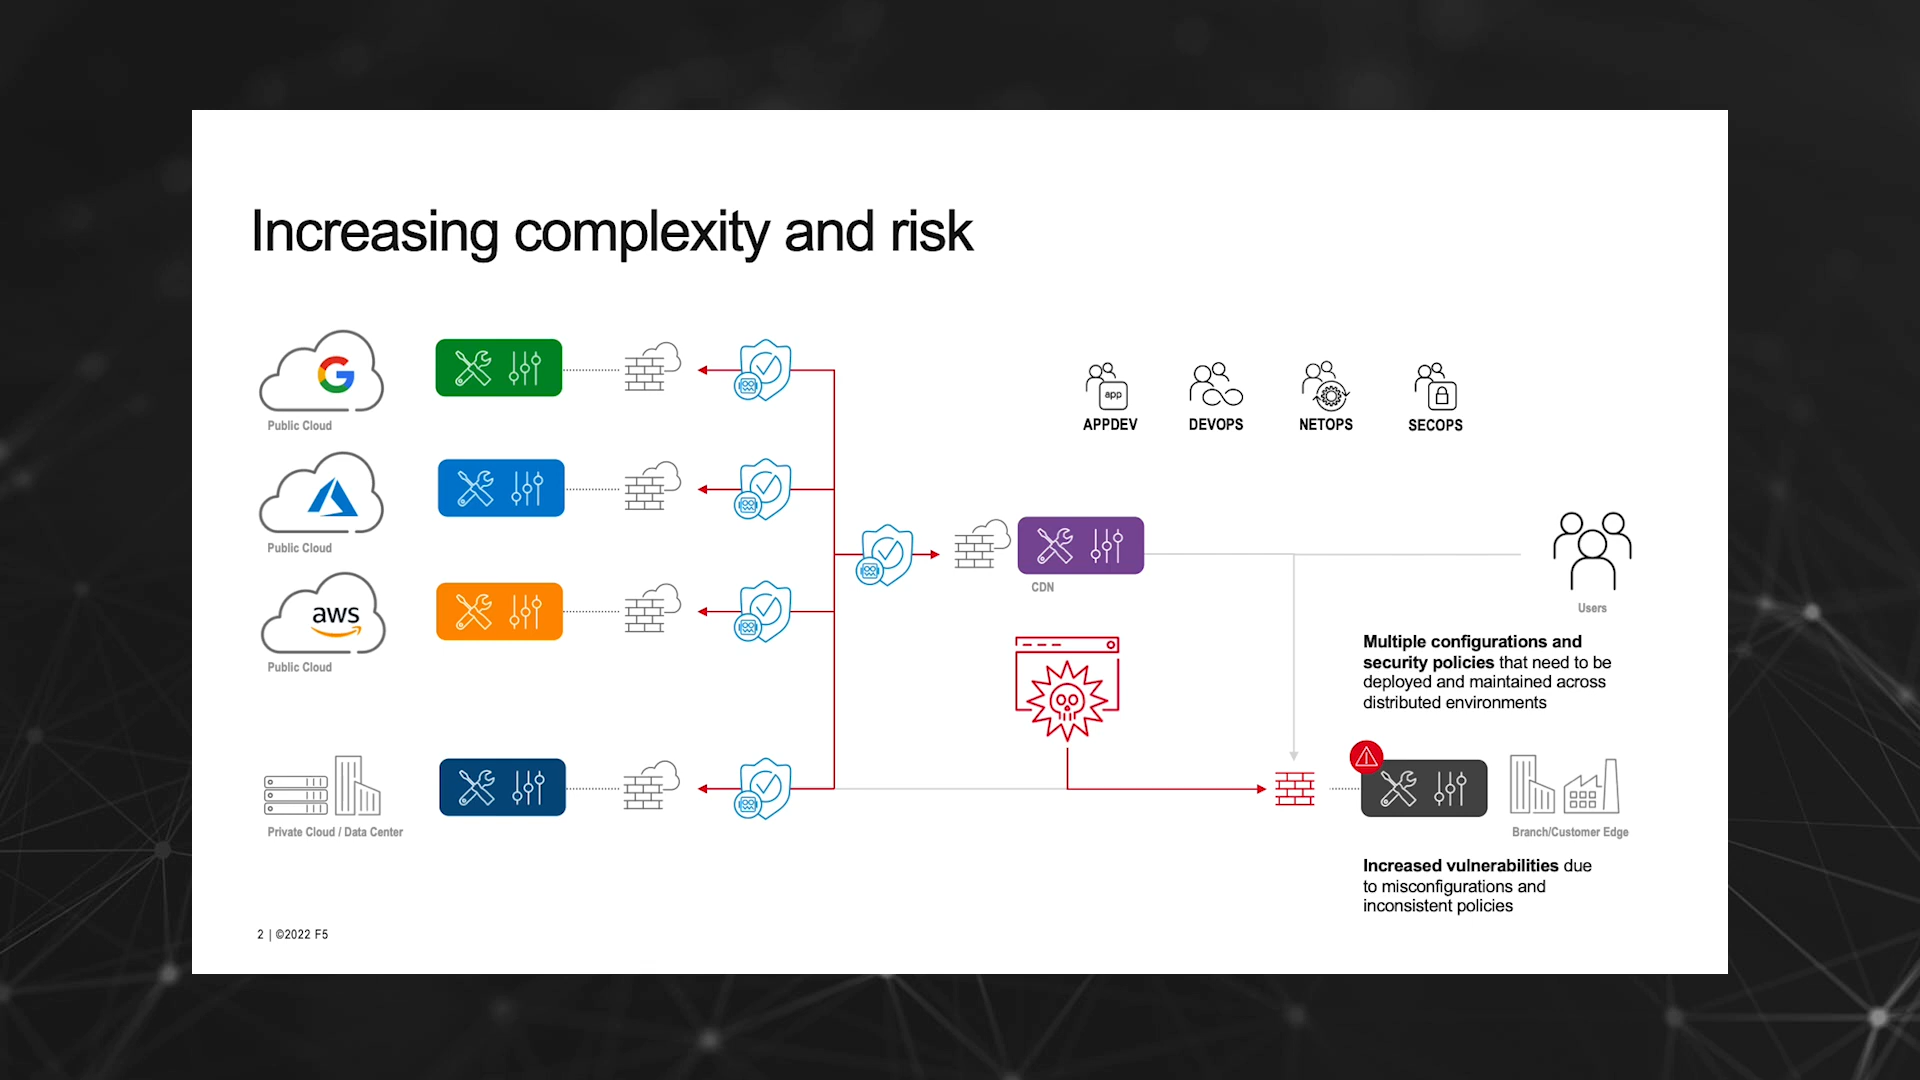 Increasing complexity and risk
Public Cloud
Public Cloud
aws
Public Cloud
Private Cloud / Data Center
app
APPDEV
DEVOPS
NETOPS
SECOPS
CDN
Users
Multiple configurations and
security policies that need to be
deployed and maintained across
distributed environments
Branch/Customer Edge
Increased vulnerabilities due
to misconfigurations and
inconsistent policies
2 | ©2022 F5